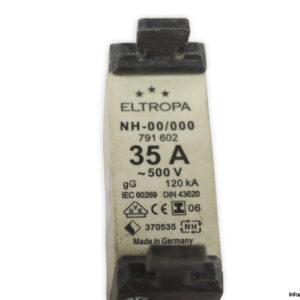 ELTROPA
NH-00/000
791 602
35 A
~500 V
gG 120 kA
IEC 60269 DIN 43620
06
370535 NH
Made in Germany